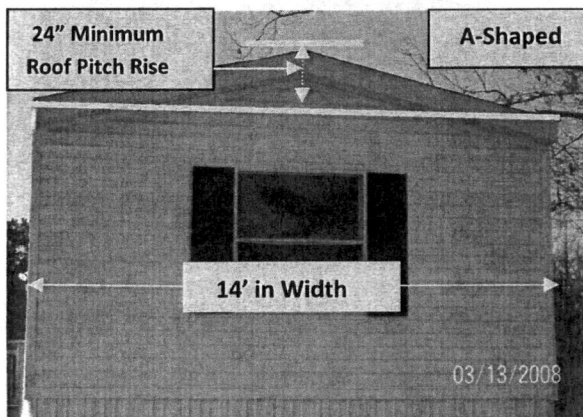 24” Minimum
Roof Pitch Rise
A-Shaped
14’ in Width
03/13/2008